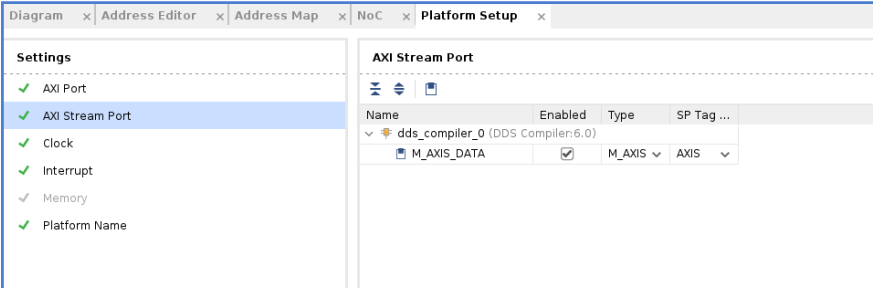 Diagram × Address Editor × Address Map × NoC × Platform Setup ×
Settings
AXI Port
AXI Stream Port
Clock
Interrupt
Memory
Platform Name
AXI Stream Port
Name Enabled Type SP Tag ...
dds_compiler_0 (DDS Compiler:6.0)
M_AXIS_DATA M_AXIS AXIS